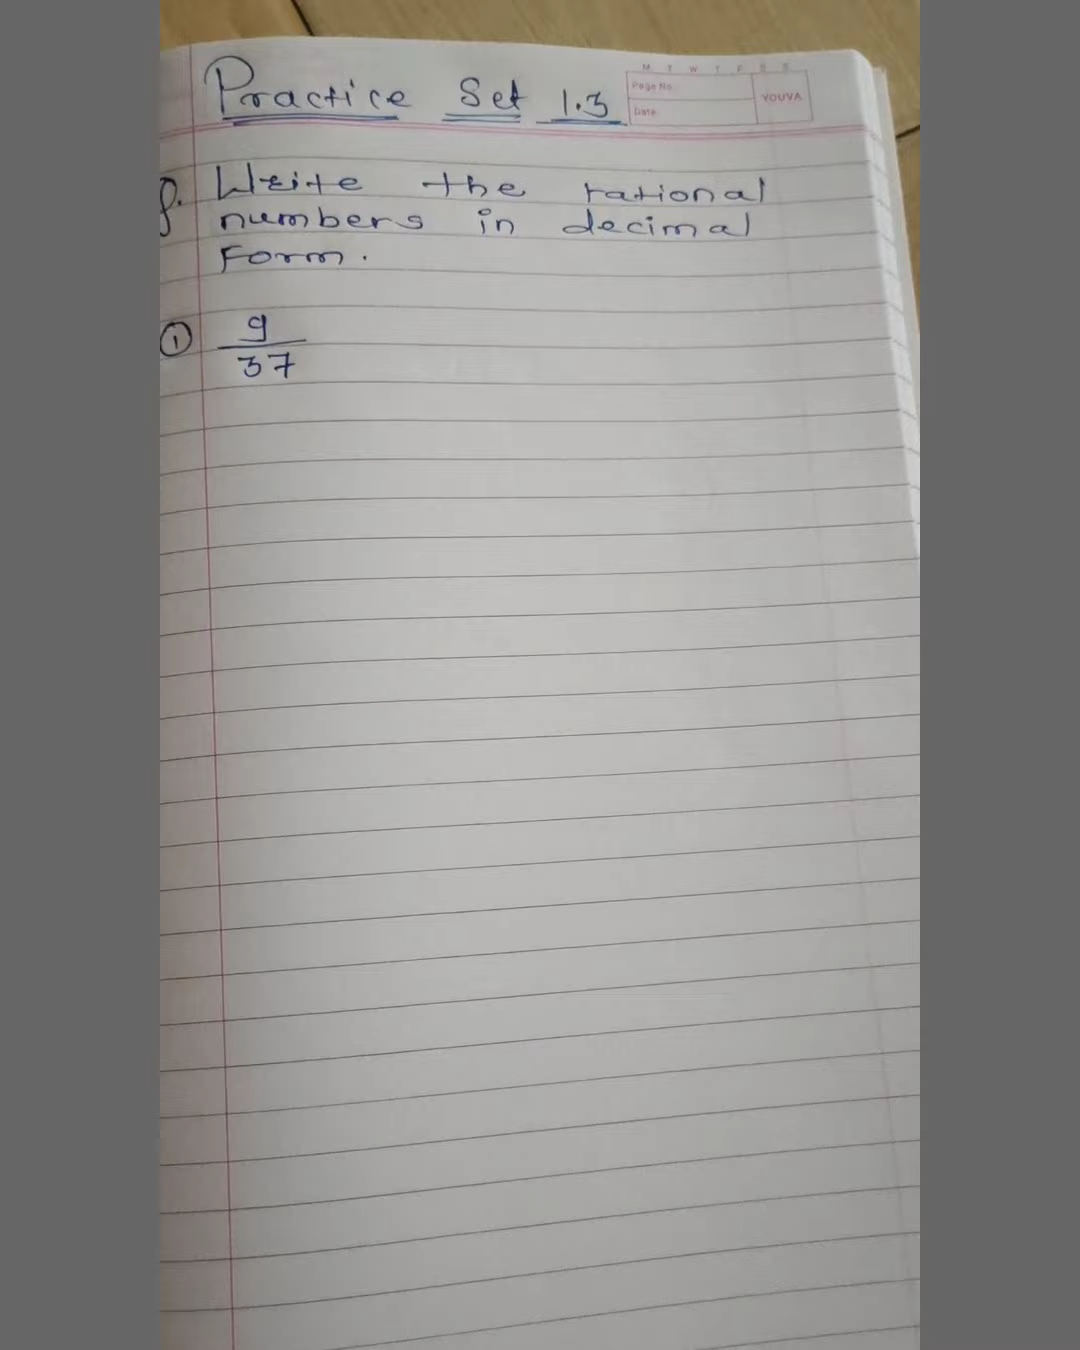 Practice Set 1.3
M T W T F S S
Page No.
Date
YOUVA
Q. Write the rational
numbers in decimal
Form.
① 9
37